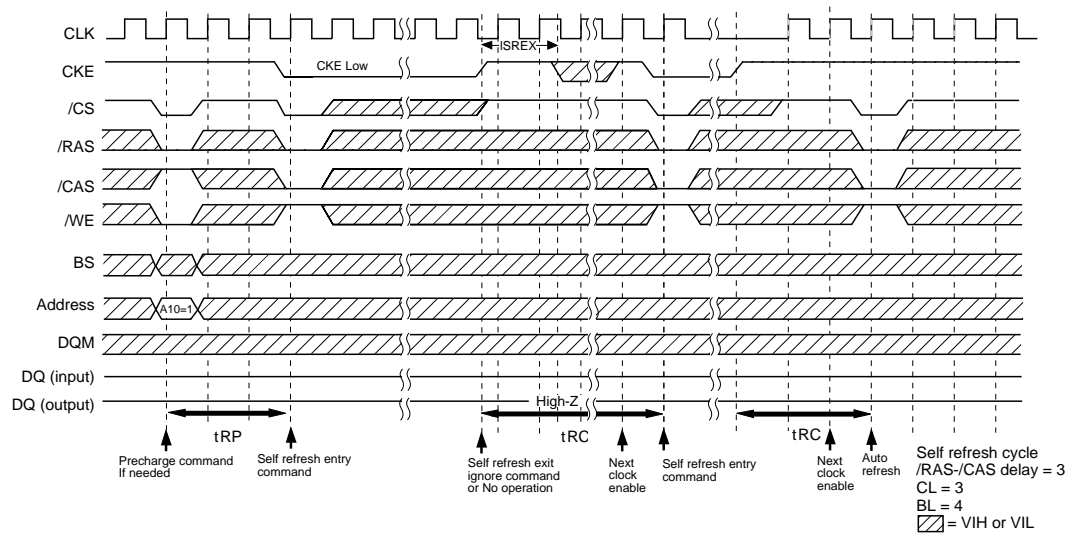 CLK
lSREX
CKE
CKE Low
/CS
/RAS
/CAS
/WE
BS
Address
A10=1
DQM
DQ (input)
DQ (output)
High-Z
tRP
tRC
tRC
Precharge command
If needed
Self refresh entry
command
Self refresh exit
ignore command
or No operation
Next
clock
enable
Self refresh entry
command
Next
clock
enable
Auto
refresh
Self refresh cycle
/RAS-/CAS delay = 3
CL = 3
BL = 4
= VIH or VIL